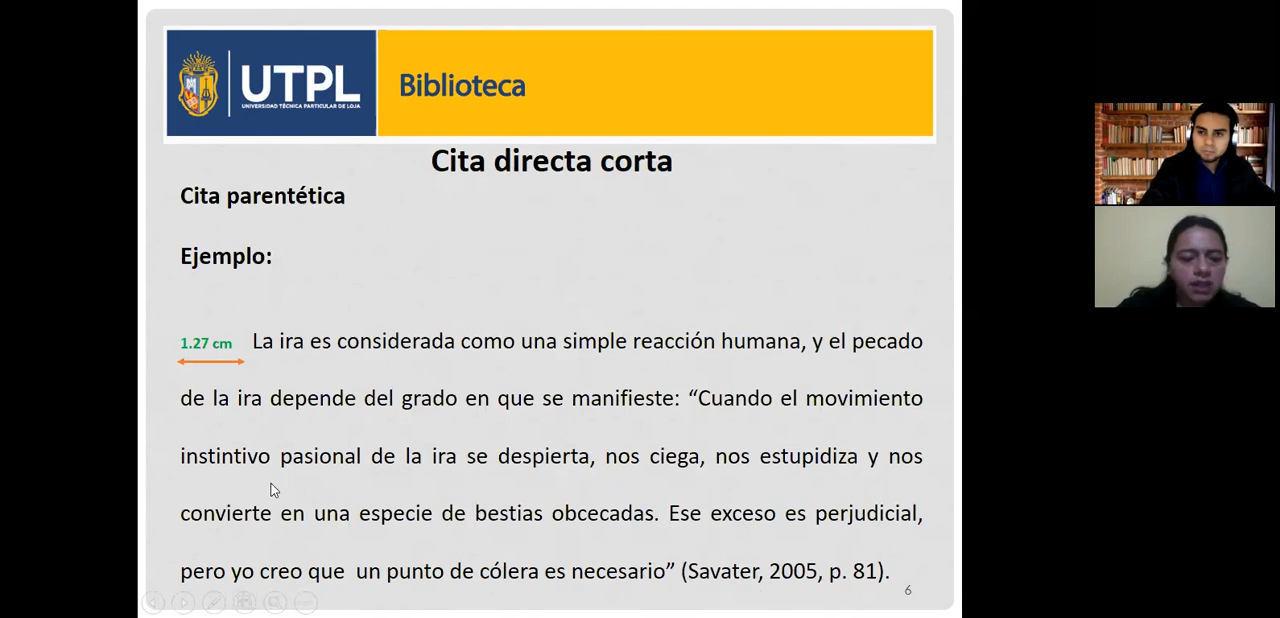 UTPL
UNIVERSIDAD TÉCNICA PARTICULAR DE LOJA
Biblioteca
Cita directa corta
Cita parentética
Ejemplo:
1.27 cm La ira es considerada como una simple reacción humana, y el pecado
de la ira depende del grado en que se manifieste: “Cuando el movimiento
instintivo pasional de la ira se despierta, nos ciega, nos estupidiza y nos
convierte en una especie de bestias obcecadas. Ese exceso es perjudicial,
pero yo creo que un punto de cólera es necesario” (Savater, 2005, p. 81).
6